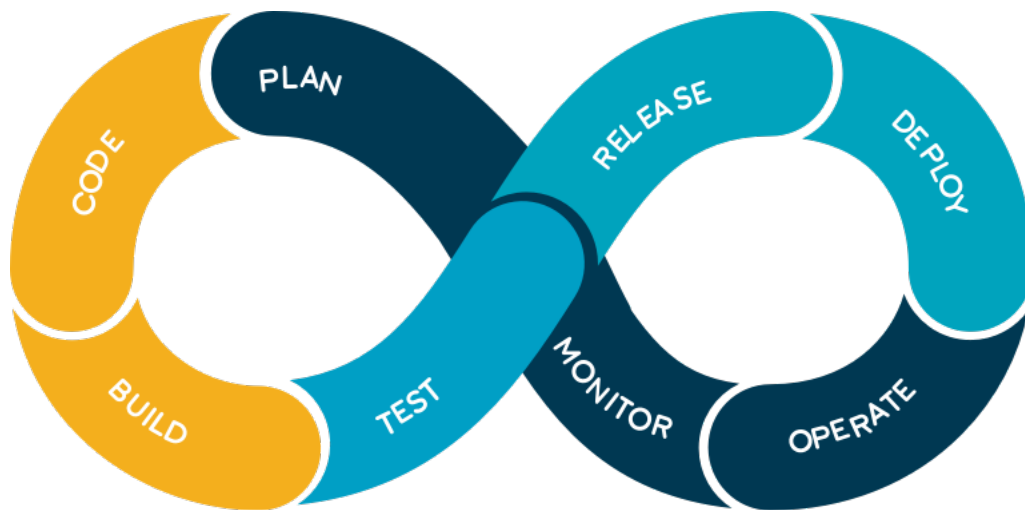 PLAN
CODE
BUILD
TEST
RELEASE
DEPLOY
OPERATE
MONITOR